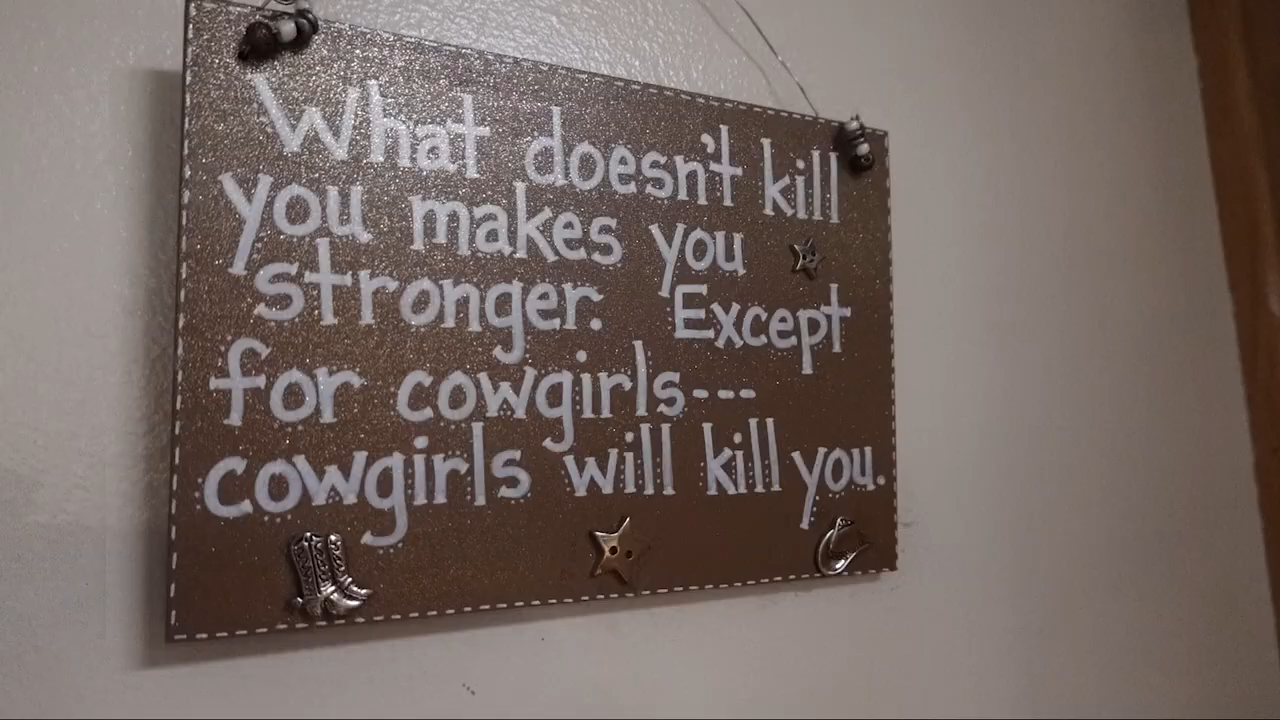 What doesn't kill
you makes you
stronger. Except
for cowgirls---
cowgirls will kill you.